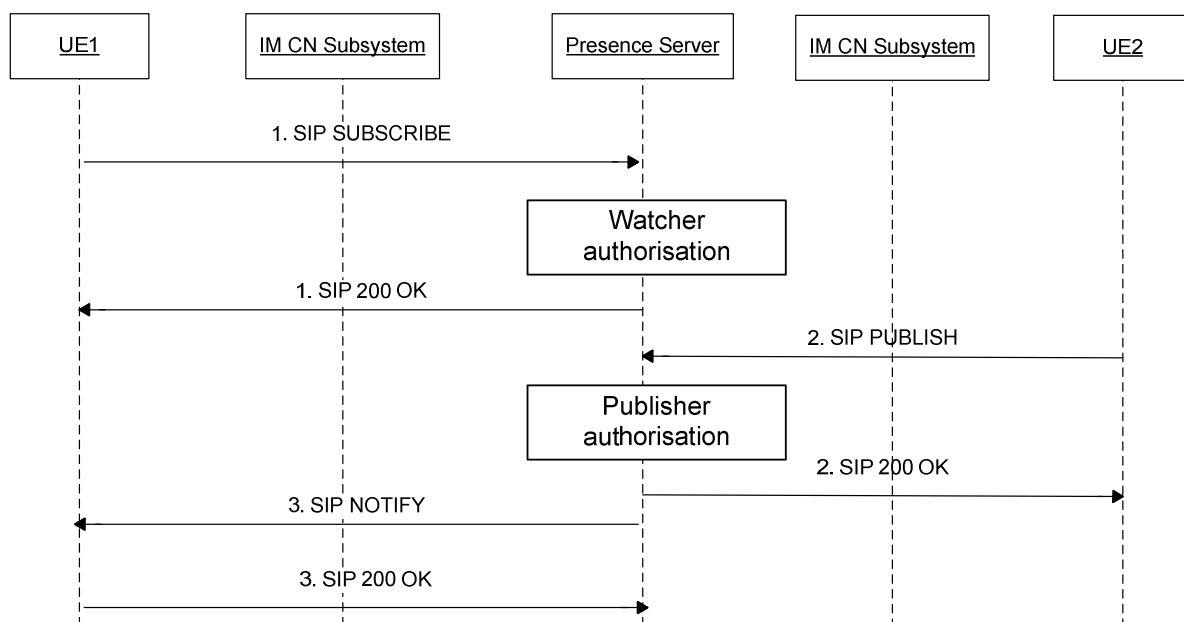 UE1
IM CN Subsystem
Presence Server
IM CN Subsystem
UE2
1. SIP SUBSCRIBE
Watcher
authorisation
1. SIP 200 OK
2. SIP PUBLISH
Publisher
authorisation
2. SIP 200 OK
3. SIP NOTIFY
3. SIP 200 OK